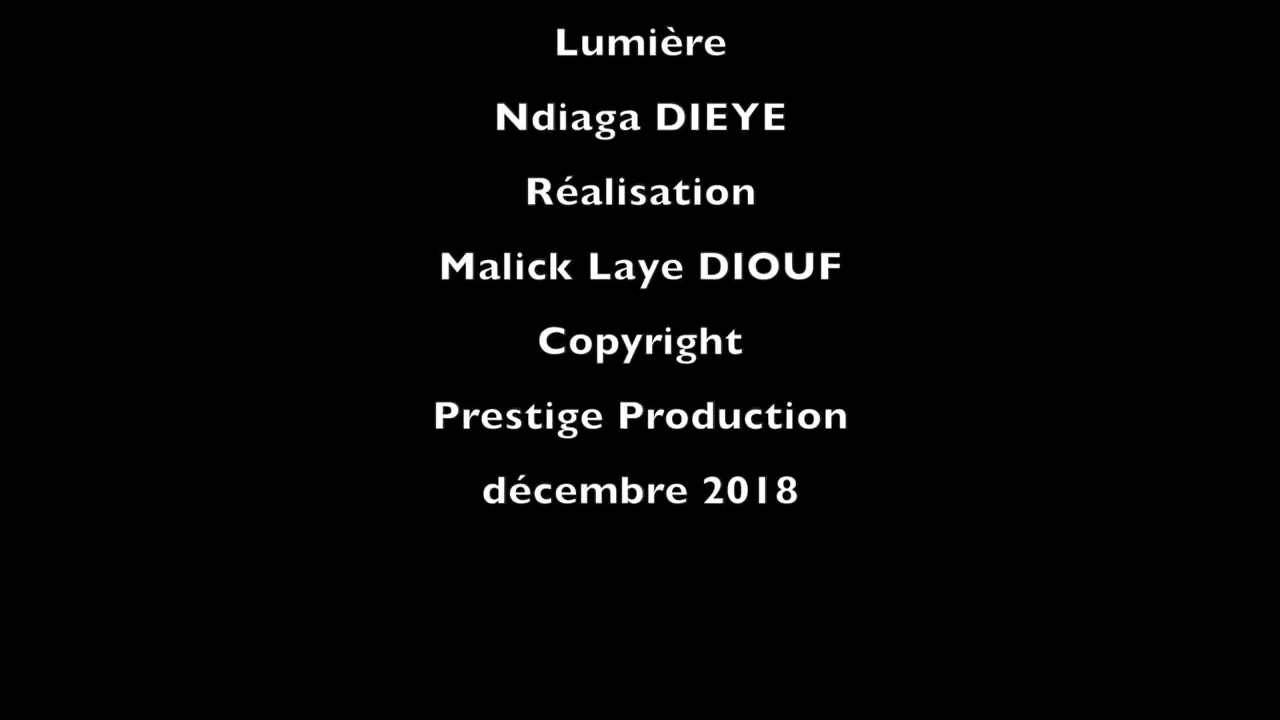 Lumière
Ndiaga DIEYE
Réalisation
Malick Laye DIOUF
Copyright
Prestige Production
décembre 2018